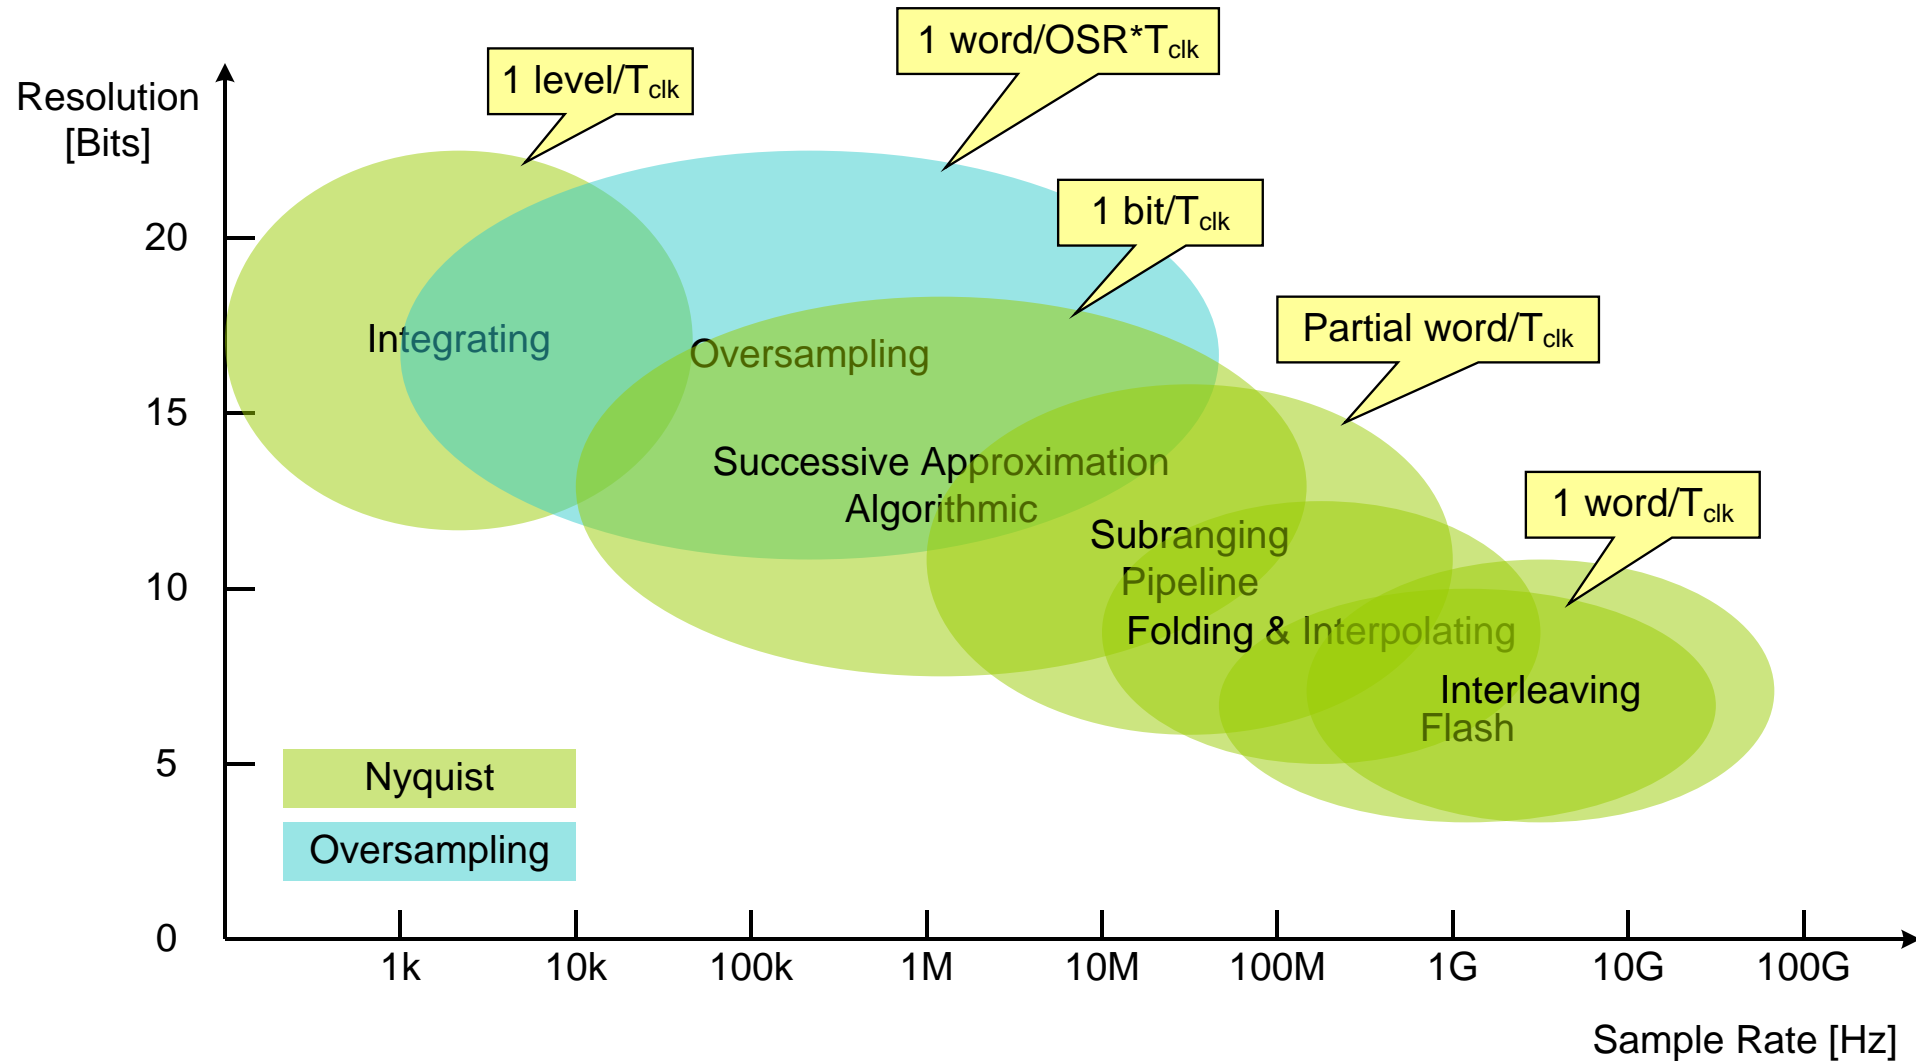 1 word/OSR*Tclk
1 level/Tclk
Resolution
[Bits]
1 bit/Tclk
20
Partial word/Tclk
Integrating
Oversampling
15
Successive Approximation
Algorithmic
1 word/Tclk
Subranging
Pipeline
10
Folding & Interpolating
Interleaving
Flash
5
Nyquist
Oversampling
0
1k 10k 100k 1M 10M 100M 1G 10G 100G
Sample Rate [Hz]